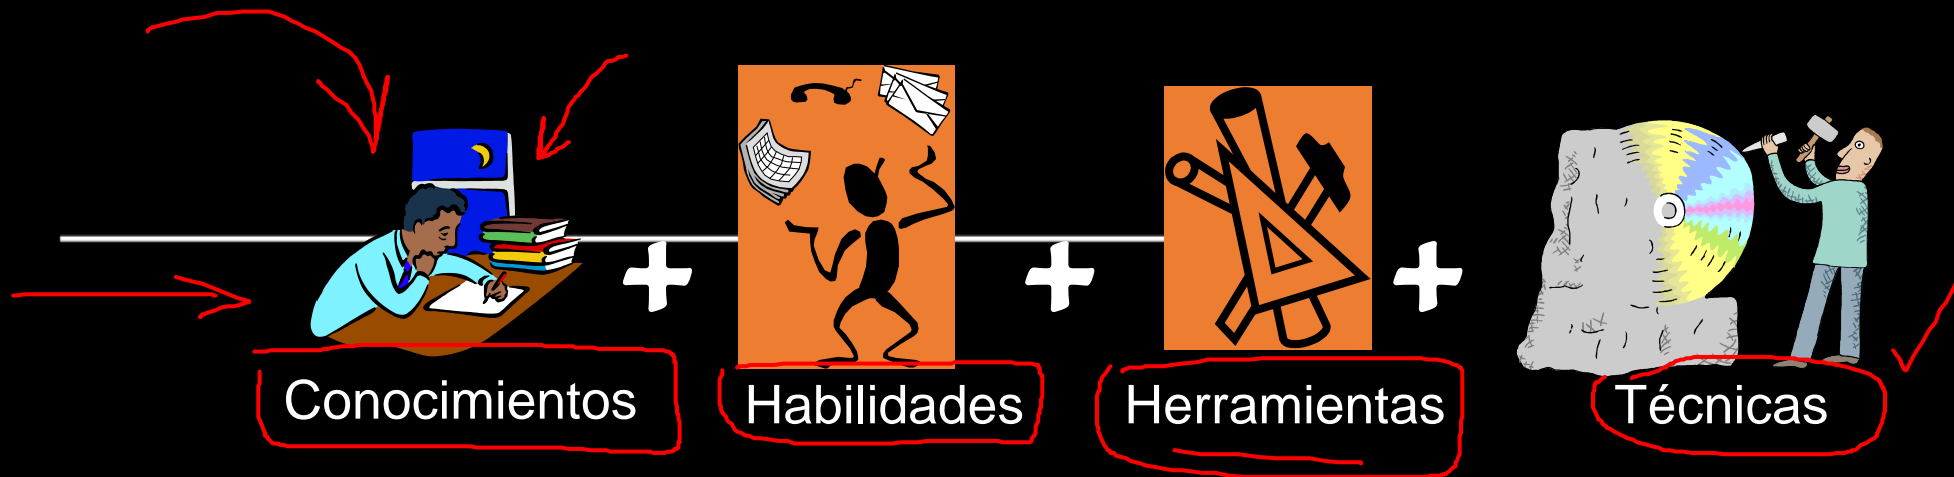 Conocimientos + Habilidades + Herramientas + Técnicas